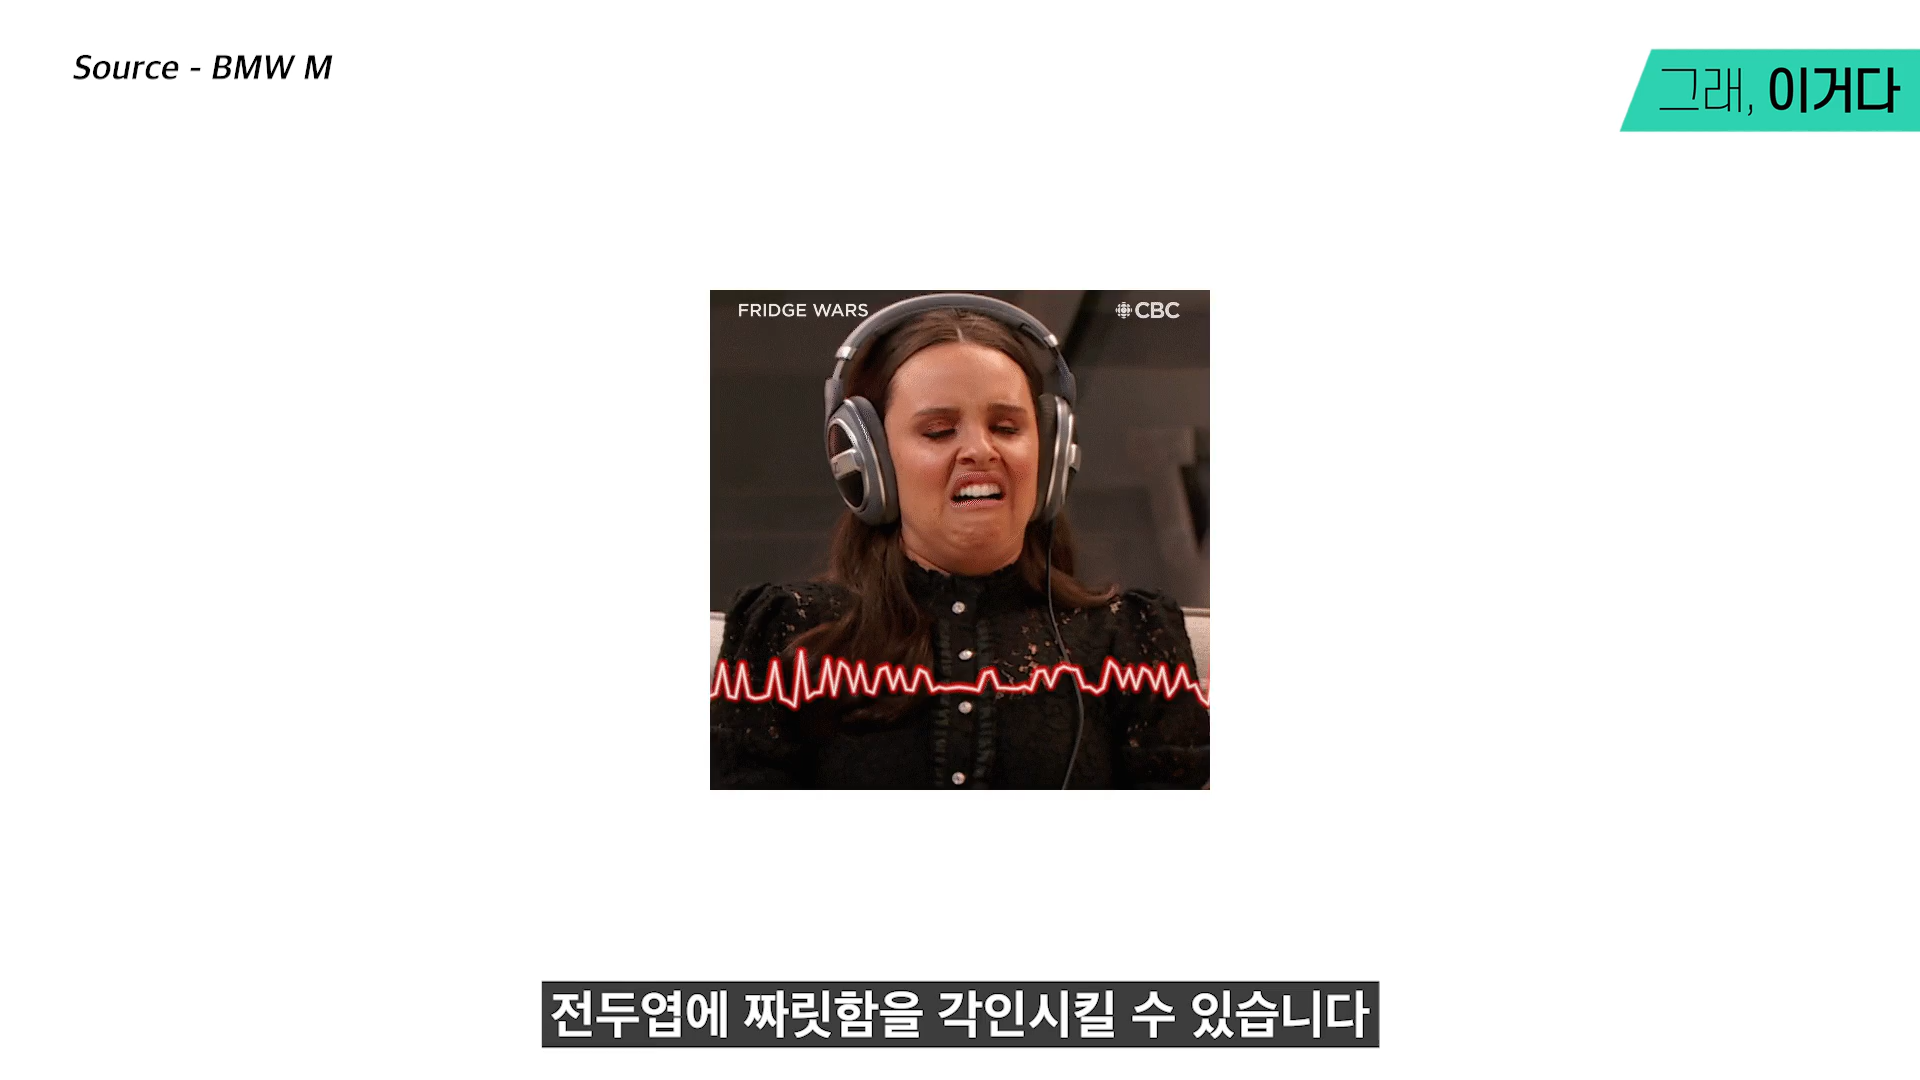 Source - BMW M
그래, 이거다
FRIDGE WARS
CBC
전두엽에 짜릿함을 각인시킬 수 있습니다